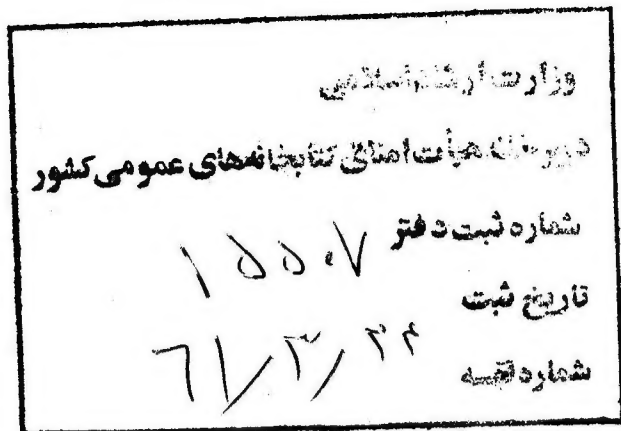 وزارت ارشاد اسلامی
دبیرخانه هیأت امنای کتابخانه‌های عمومی کشور
شماره ثبت دفتر ۱۵۵۰۷
تاریخ ثبت ۶۱/۳/۲۴
شماره قفسه